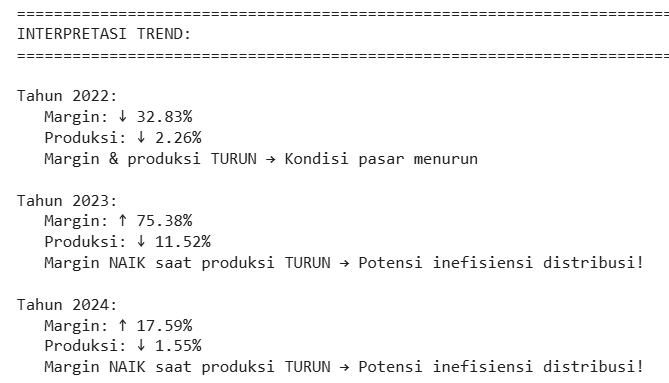 ======================================================================
INTERPRETASI TREND:
======================================================================
Tahun 2022:
Margin: ↓ 32.83%
Produksi: ↓ 2.26%
Margin & produksi TURUN → Kondisi pasar menurun
Tahun 2023:
Margin: ↑ 75.38%
Produksi: ↓ 11.52%
Margin NAIK saat produksi TURUN → Potensi inefisiensi distribusi!
Tahun 2024:
Margin: ↑ 17.59%
Produksi: ↓ 1.55%
Margin NAIK saat produksi TURUN → Potensi inefisiensi distribusi!